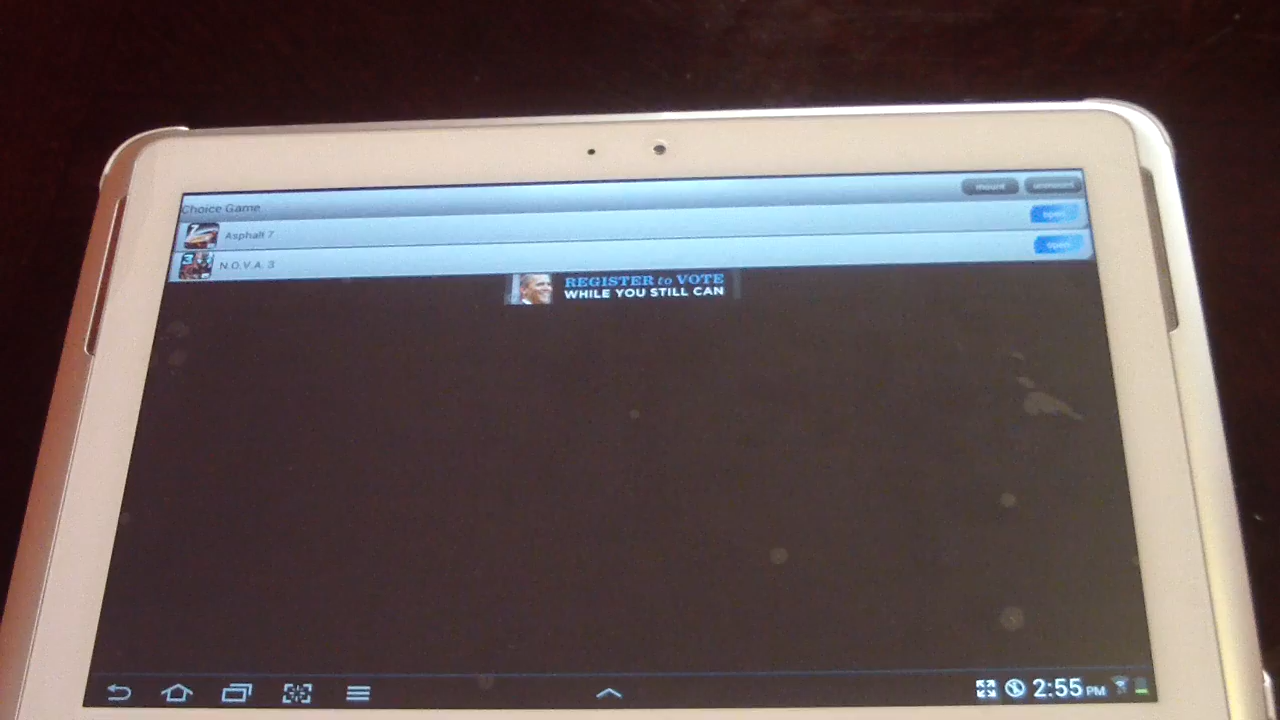 mount unmount
Choice Game
Asphalt 7 open
N.O.V.A. 3 open
REGISTER to VOTE
WHILE YOU STILL CAN
2:55 PM